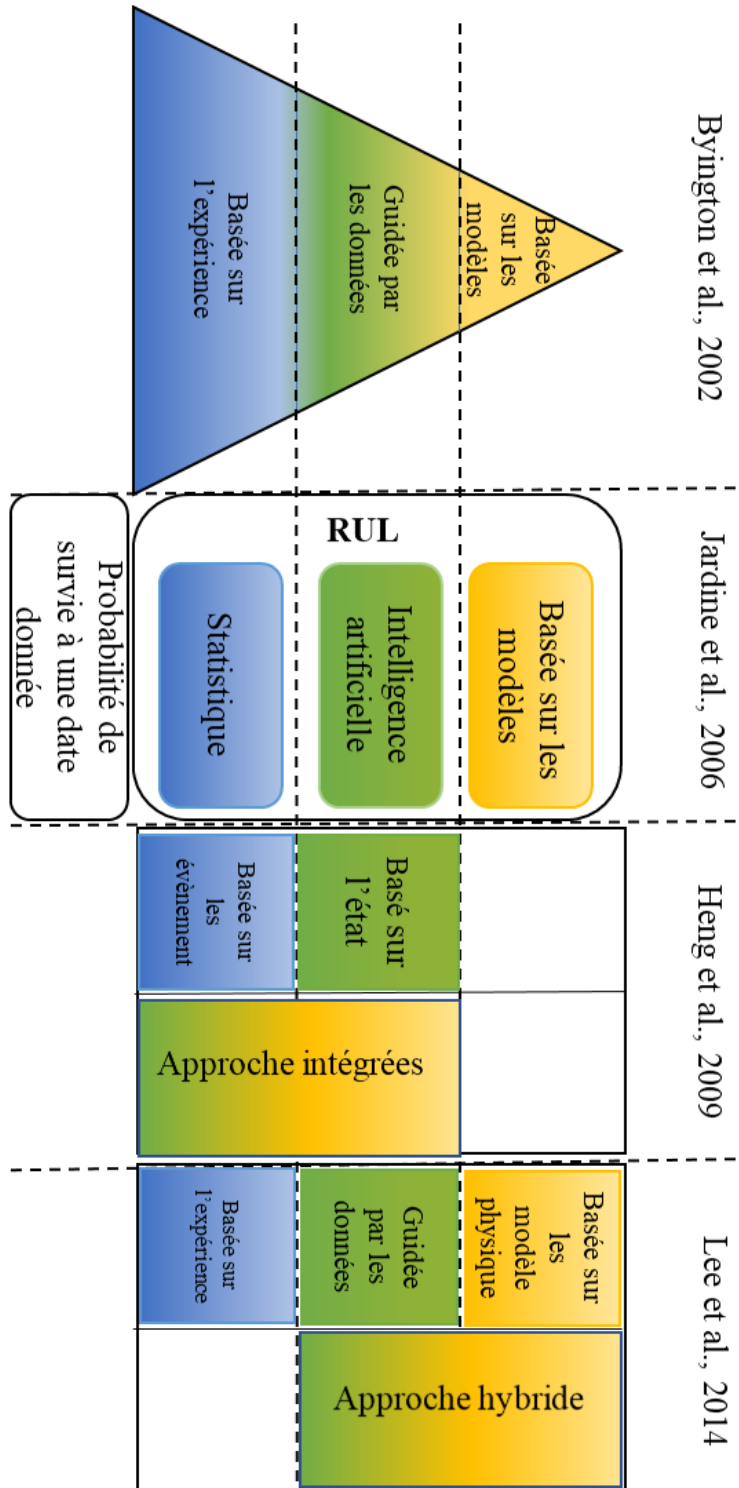 Byington et al., 2002
Basée
sur les
modèles
Guidée par
les données
Basée sur
l'expérience
Jardine et al., 2006
RUL
Basée sur les
modèles
Intelligence
artificielle
Statistique
Probabilité de
survie à une date
donnée
Heng et al., 2009
Basé sur
l'état
Basée sur
les
évènement
Approche intégrées
Lee et al., 2014
Basée sur
les
modèle
physique
Guidée
par les
données
Basée sur
l'expérience
Approche hybride